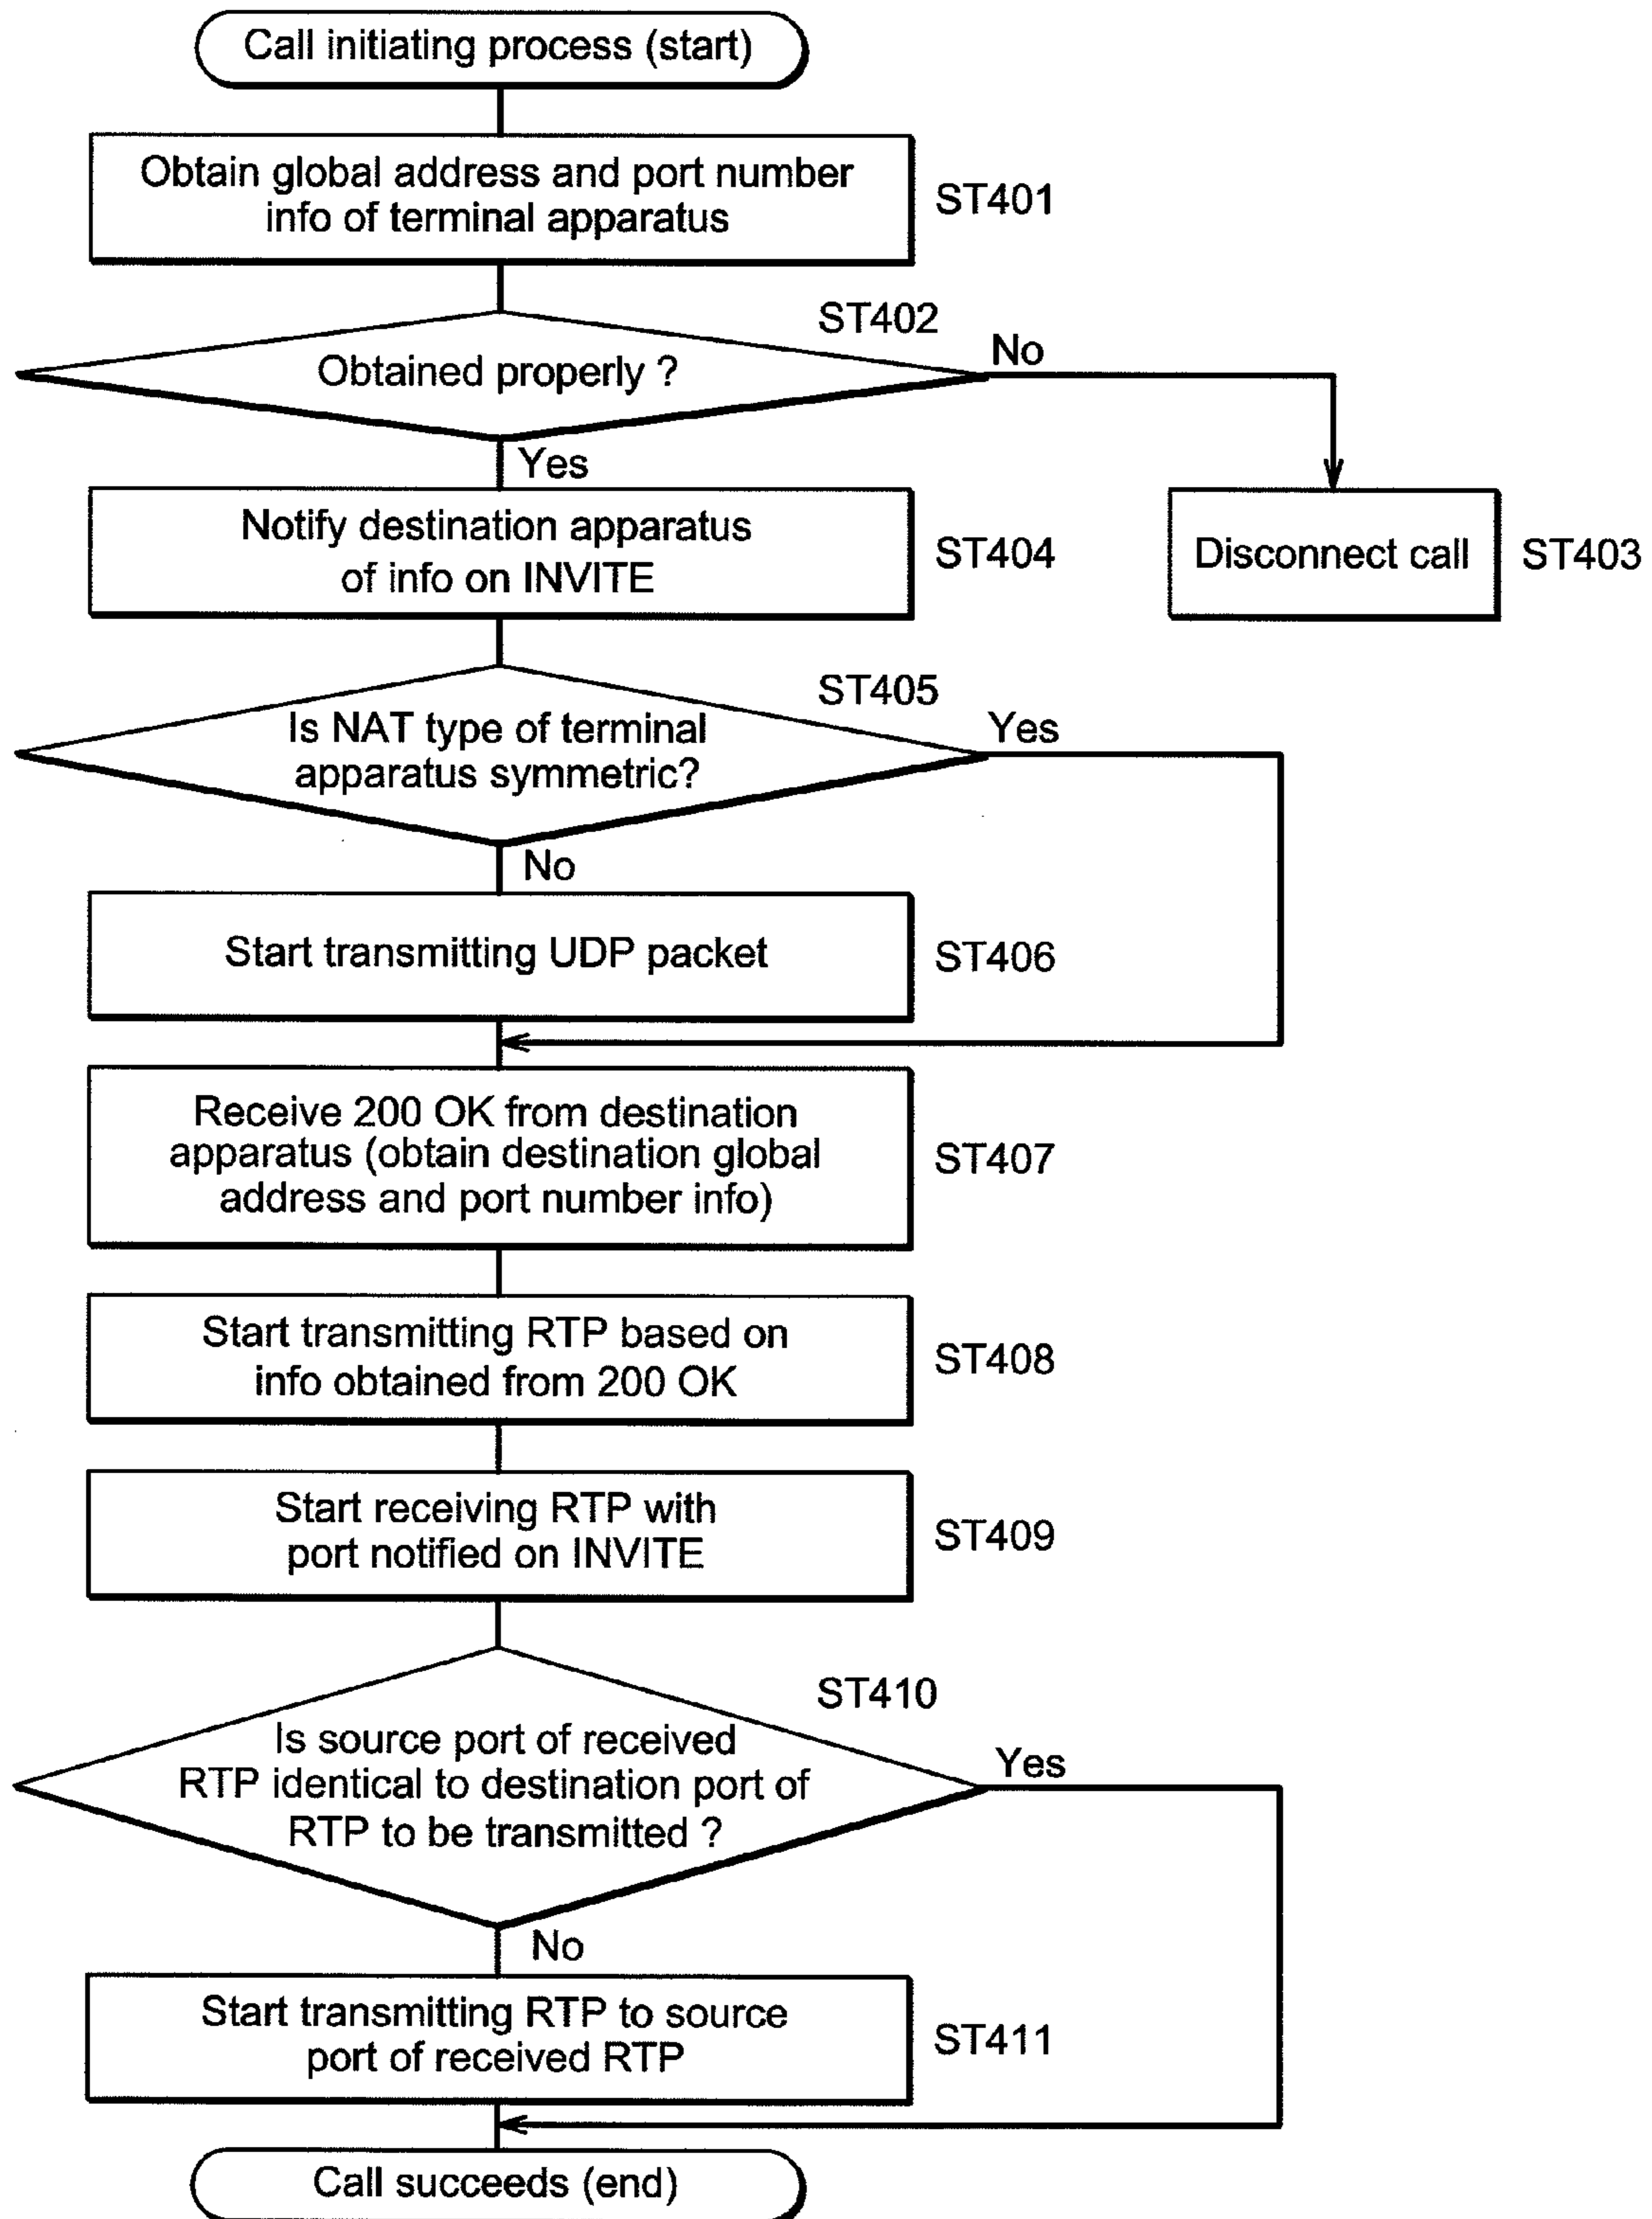 Call initiating process (start)
Obtain global address and port number
info of terminal apparatus
ST401
ST402
Obtained properly ?
No
Yes
Notify destination apparatus
of info on INVITE
ST404
Disconnect call
ST403
ST405
Is NAT type of terminal
apparatus symmetric?
Yes
No
Start transmitting UDP packet
ST406
Receive 200 OK from destination
apparatus (obtain destination global
address and port number info)
ST407
Start transmitting RTP based on
info obtained from 200 OK
ST408
Start receiving RTP with
port notified on INVITE
ST409
ST410
Is source port of received
RTP identical to destination port of
RTP to be transmitted ?
Yes
No
Start transmitting RTP to source
port of received RTP
ST411
Call succeeds (end)